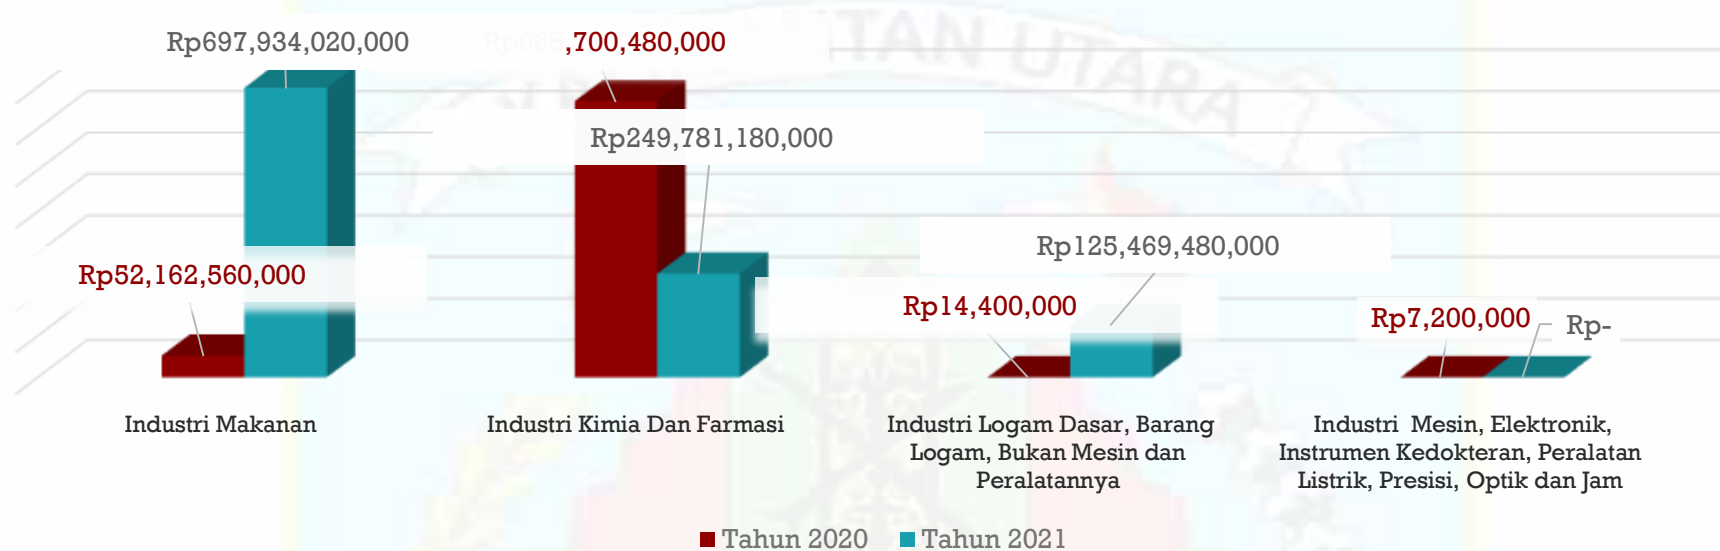 Rp697,934,020,000
,700,480,000
Rp249,781,180,000
Rp52,162,560,000
Rp125,469,480,000
Rp14,400,000
Rp7,200,000
Rp-
Industri Makanan
Industri Kimia Dan Farmasi
Industri Logam Dasar, Barang
Logam, Bukan Mesin dan
Peralatannya
Industri Mesin, Elektronik,
Instrumen Kedokteran, Peralatan
Listrik, Presisi, Optik dan Jam
Tahun 2020
Tahun 2021
NTAN UTARA